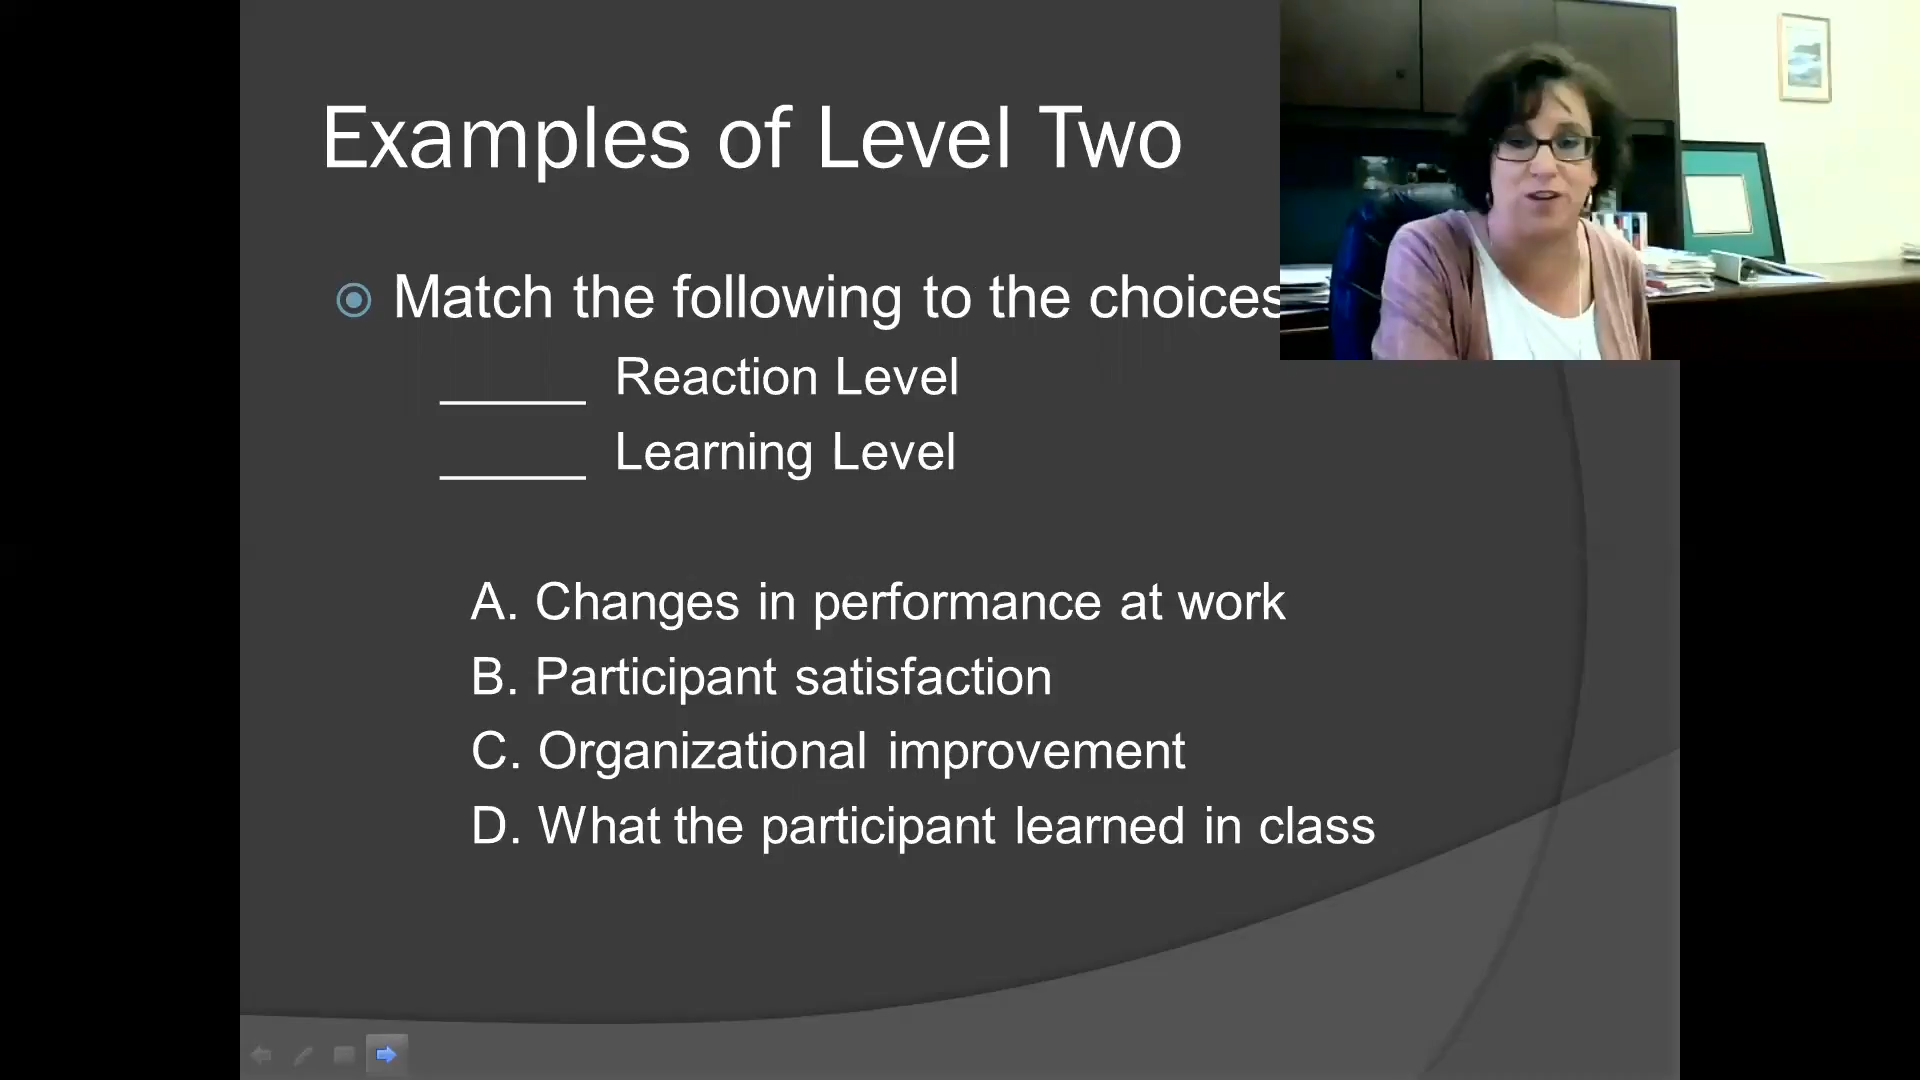 Examples of Level Two
Match the following to the choices
_____ Reaction Level
_____ Learning Level
A. Changes in performance at work
B. Participant satisfaction
C. Organizational improvement
D. What the participant learned in class